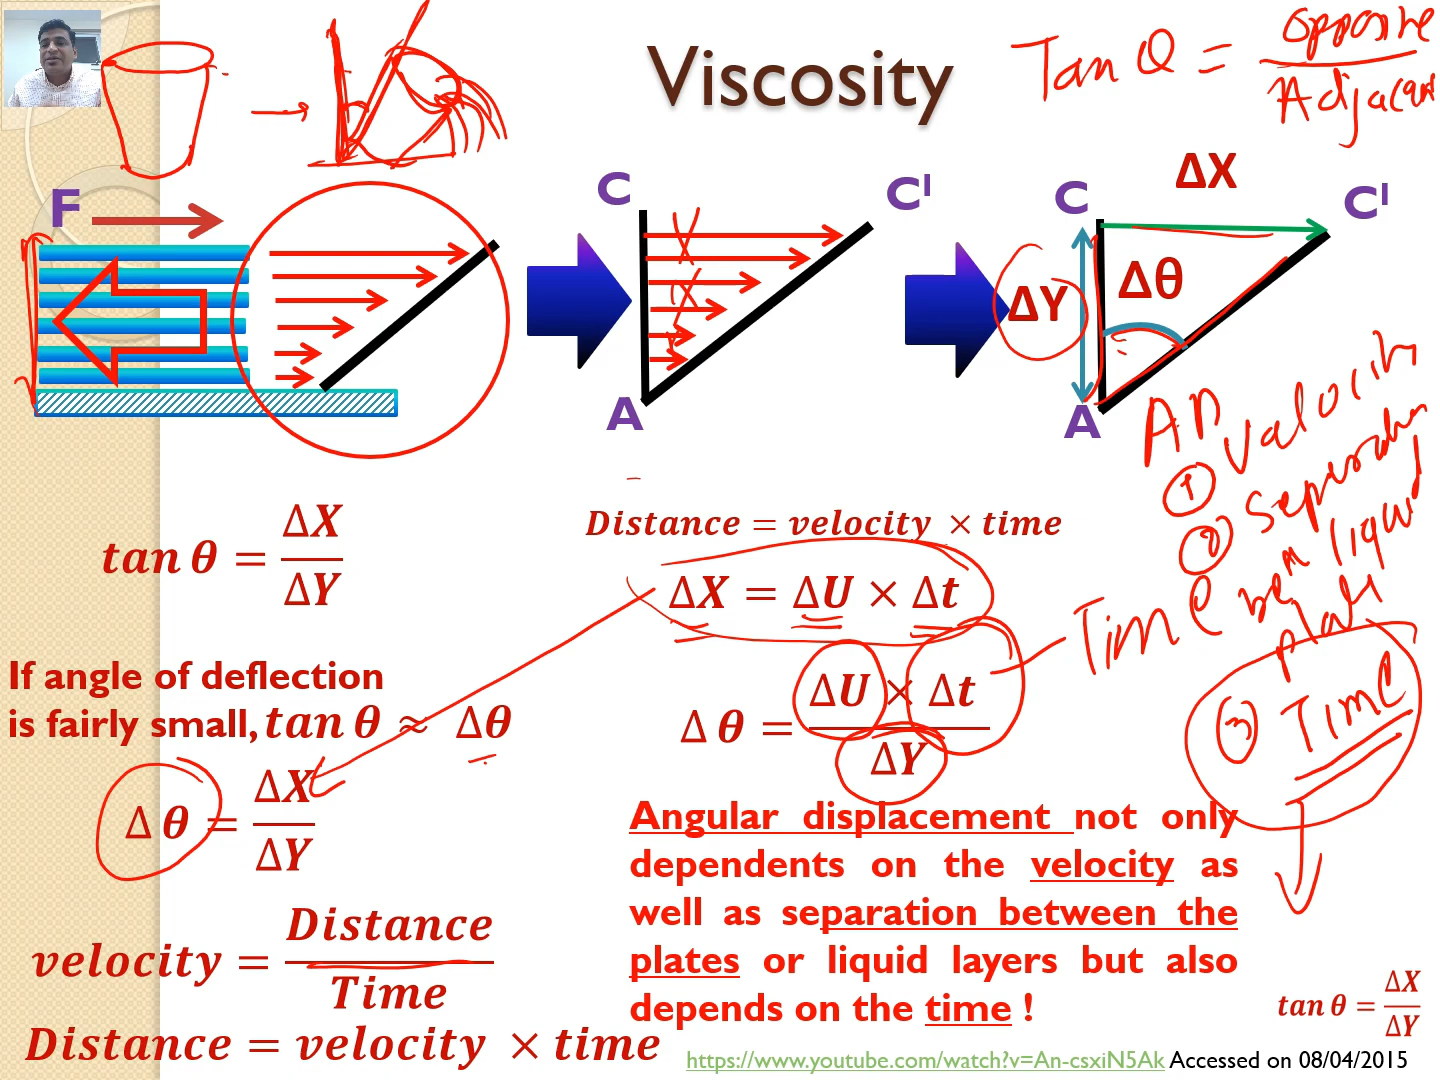 Viscosity
Tan θ = opposite
Adjacent
F
C
C|
A
ΔX
C
C|
ΔY
Δθ
A
AD
① velocity
② Separation
ben liquid
plates
③ Time
Time
tan θ = ΔX / ΔY
If angle of deflection
is fairly small, tan θ ≈ Δθ
Δ θ = ΔX / ΔY
velocity = Distance / Time
Distance = velocity × time
Distance = velocity × time
ΔX = ΔU × Δt
Δ θ = ΔU × Δt / ΔY
Angular displacement not only
dependents on the velocity as
well as separation between the
plates or liquid layers but also
depends on the time !
tan θ = ΔX / ΔY
https://www.youtube.com/watch?v=An-csxiN5Ak Accessed on 08/04/2015